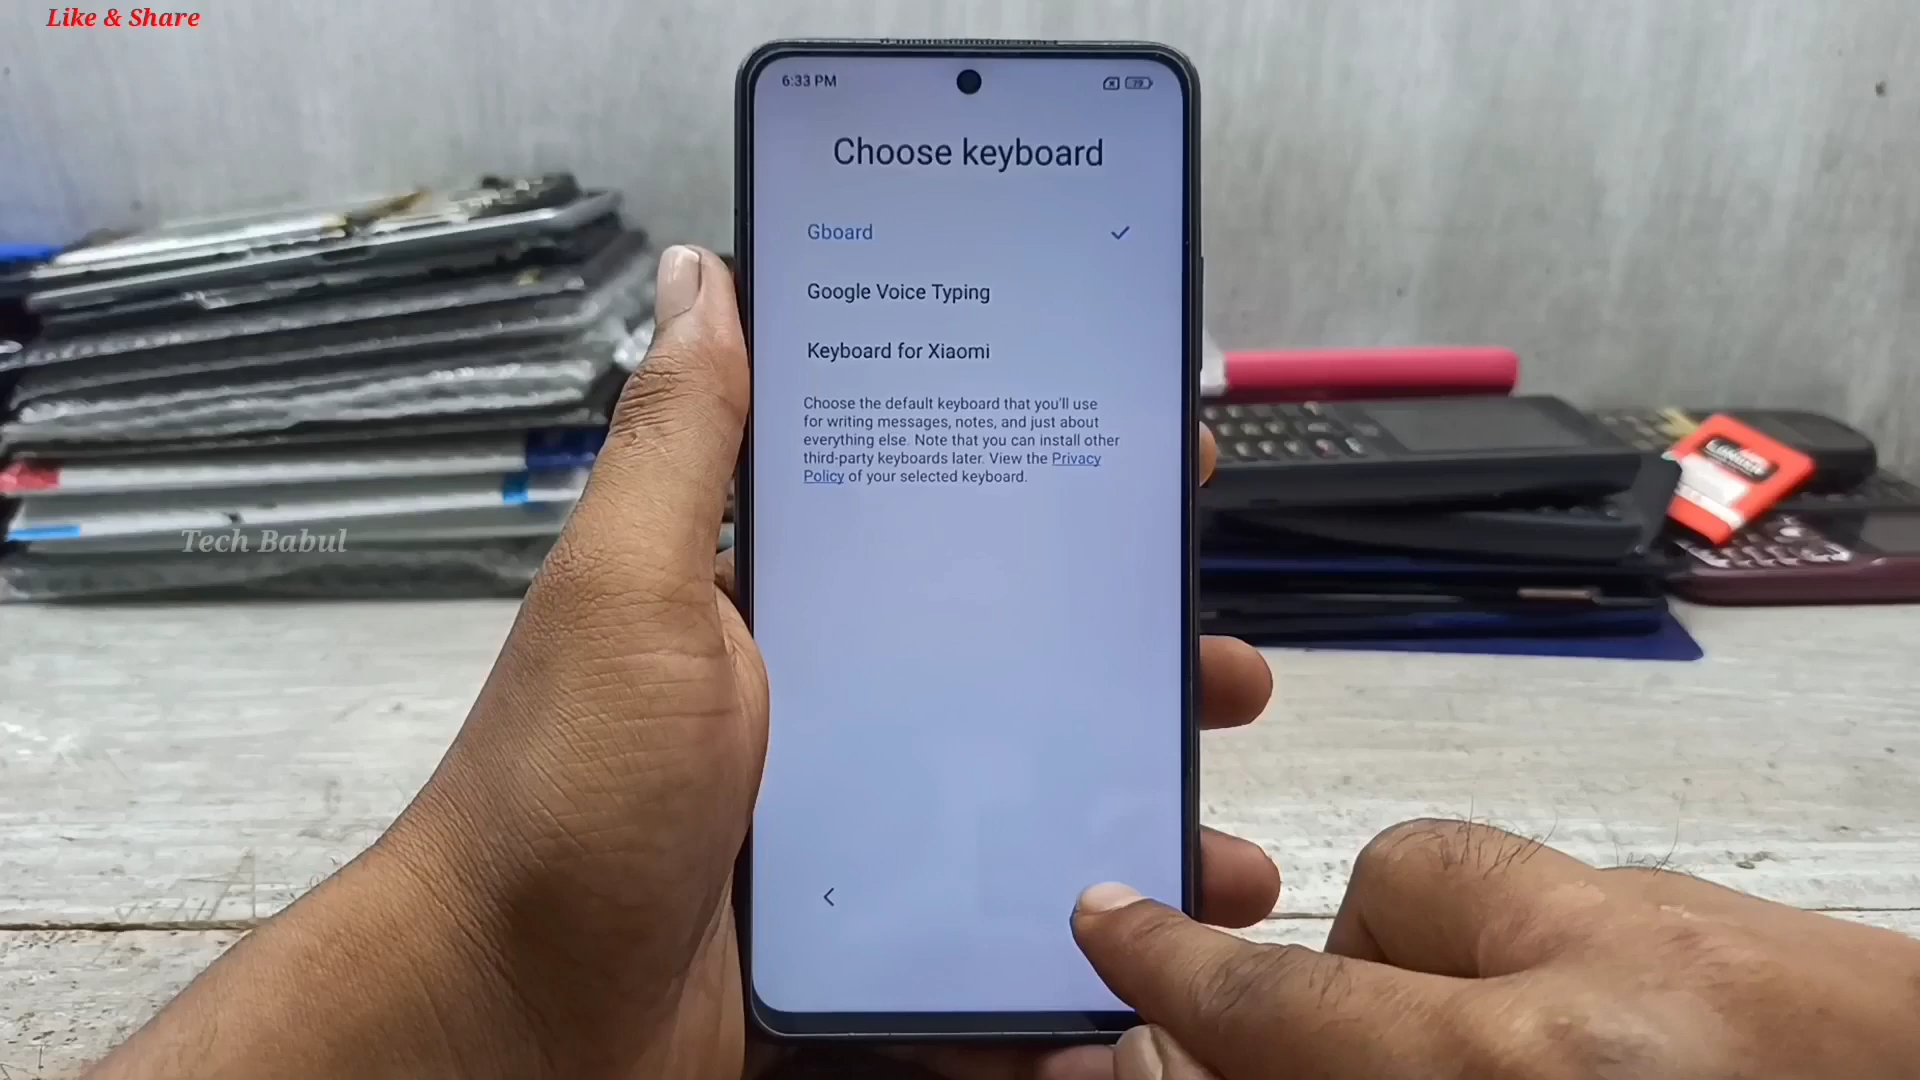 Like & Share
6:33 PM
79
Choose keyboard
Gboard
Google Voice Typing
Keyboard for Xiaomi
Choose the default keyboard that you'll use
for writing messages, notes, and just about
everything else. Note that you can install other
third-party keyboards later. View the Privacy
Policy of your selected keyboard.
Tech Babul